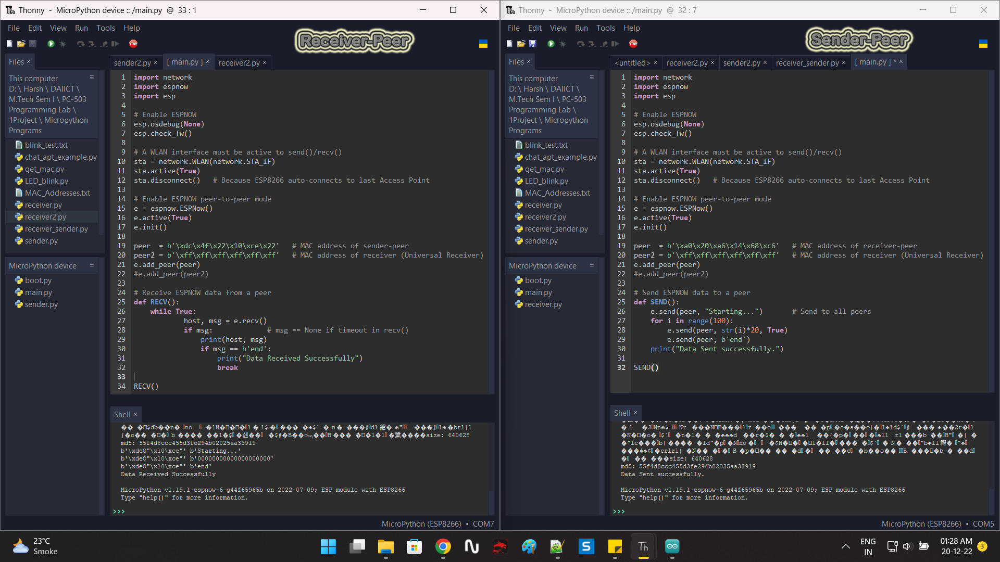 Thonny - MicroPython device :: /main.py @ 33 : 1
File Edit View Run Tools Help
Receiver-Peer
STOP
Files ×
sender2.py ×
[ main.py ] ×
receiver2.py ×
This computer
D: \ Harsh \ DAIICT \
M.Tech Sem I \ PC-503
Programming Lab \
1Project \ Micropython
Programs
blink_test.txt
chat_apt_example.py
get_mac.py
LED_blink.py
MAC_Addresses.txt
receiver.py
receiver2.py
receiver_sender.py
sender.py
MicroPython device
boot.py
main.py
sender.py
1 import network
2 import espnow
3 import esp
4
5 # Enable ESPNOW
6 esp.osdebug(None)
7 esp.check_fw()
8
9 # A WLAN interface must be active to send()/recv()
10 sta = network.WLAN(network.STA_IF)
11 sta.active(True)
12 sta.disconnect()   # Because ESP8266 auto-connects to last Access Point
13
14 # Enable ESPNOW peer-to-peer mode
15 e = espnow.ESPNow()
16 e.active(True)
17 e.init()
18
19 peer  = b'\xdc\x4f\x22\x10\xce\x22'   # MAC address of sender-peer
20 peer2 = b'\xff\xff\xff\xff\xff\xff'   # MAC address of receiver (Universal Receiver)
21 e.add_peer(peer)
22 #e.add_peer(peer2)
23
24 # Receive ESPNOW data from a peer
25 def RECV():
26     while True:
27             host, msg = e.recv()
28             if msg:             # msg == None if timeout in recv()
29                 print(host, msg)
30                 if msg == b'end':
31                     print("Data Received Successfully")
32                     break
33
34 RECV()
Shell ×
size: 640628
md5: 55f4d8ccc455d3fe294b02025aa33919
b'\xdeO"\x10\xce"' b'Starting...'
b'\xdeO"\x10\xce"' b'00000000000000000000'
b'\xdeO"\x10\xce"' b'end'
Data Received Successfully
MicroPython v1.19.1-espnow-6-g44f65965b on 2022-07-09; ESP module with ESP8266
Type "help()" for more information.
>>>
MicroPython (ESP8266) • COM7
Thonny - MicroPython device :: /main.py @ 32 : 7
File Edit View Run Tools Help
Sender-Peer
STOP
Files ×
<untitled> ×
receiver2.py ×
sender2.py ×
receiver_sender.py ×
[ main.py ] * ×
This computer
D: \ Harsh \ DAIICT \
M.Tech Sem I \ PC-503
Programming Lab \
1Project \ Micropython
Programs
blink_test.txt
chat_apt_example.py
get_mac.py
LED_blink.py
MAC_Addresses.txt
receiver.py
receiver2.py
receiver_sender.py
sender.py
MicroPython device
boot.py
main.py
receiver.py
1 import network
2 import espnow
3 import esp
4
5 # Enable ESPNOW
6 esp.osdebug(None)
7 esp.check_fw()
8
9 # A WLAN interface must be active to send()/recv()
10 sta = network.WLAN(network.STA_IF)
11 sta.active(True)
12 sta.disconnect()   # Because ESP8266 auto-connects to last Access Point
13
14 # Enable ESPNOW peer-to-peer mode
15 e = espnow.ESPNow()
16 e.active(True)
17 e.init()
18
19 peer  = b'\xa0\x20\xa6\x14\x68\xc6'   # MAC address of receiver-peer
20 peer2 = b'\xff\xff\xff\xff\xff\xff'   # MAC address of receiver (Universal Receiver)
21 e.add_peer(peer)
22 #e.add_peer(peer2)
23
24 # Send ESPNOW data to a peer
25 def SEND():
26     e.send(peer, "Starting...")       # Send to all peers
27     for i in range(100):
28         e.send(peer, str(i)*20, True)
29         e.send(peer, b'end')
30     print("Data Sent successfully.")
31
32 SEND()
Shell ×
size: 640628
md5: 55f4d8ccc455d3fe294b02025aa33919
Data Sent successfully.
MicroPython v1.19.1-espnow-6-g44f65965b on 2022-07-09; ESP module with ESP8266
Type "help()" for more information.
>>>
MicroPython (ESP8266) • COM5
23°C
Smoke
S
Th
ENG
IN
01:28 AM
20-12-22
3